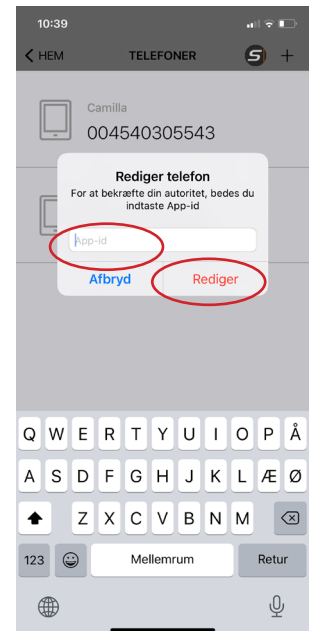 10:39
HEM TELEFONER S +
Camilla
004540305543
Rediger telefon
For at bekræfte din autoritet, bedes du
indtaste App-id
App-id
Afbryd Rediger
Q W E R T Y U I O P Å
A S D F G H J K L Æ Ø
Z X C V B N M
123 Mellemrum Retur